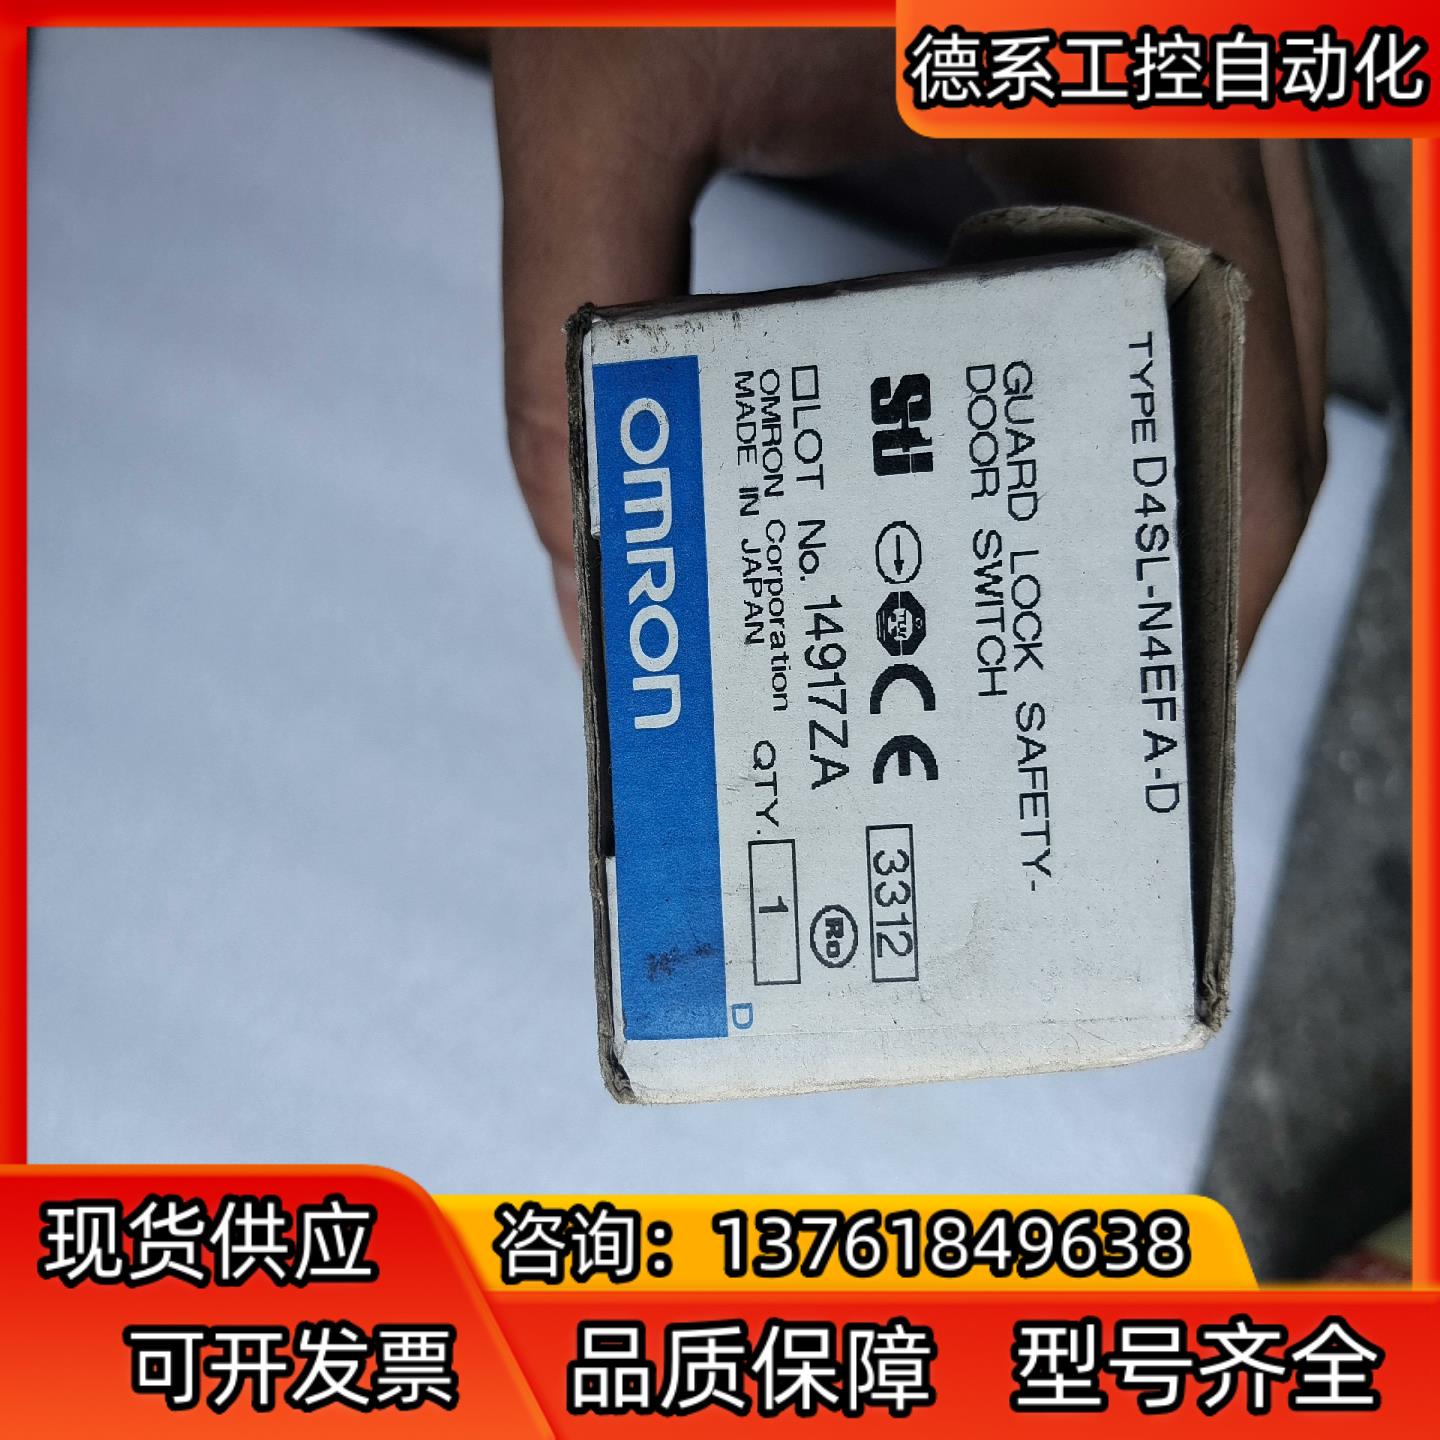 德系工控自动化
TYPE D4SL-N4EFA-D
GUARD LOCK SAFETY-
DOOR SWITCH
CE
3312
□LOT No. 14917ZA
Ro
OMRON Corporation
MADE IN JAPAN
QTY. 1
OMRON
D
现货供应
咨询：13761849638
可开发票
品质保障
型号齐全